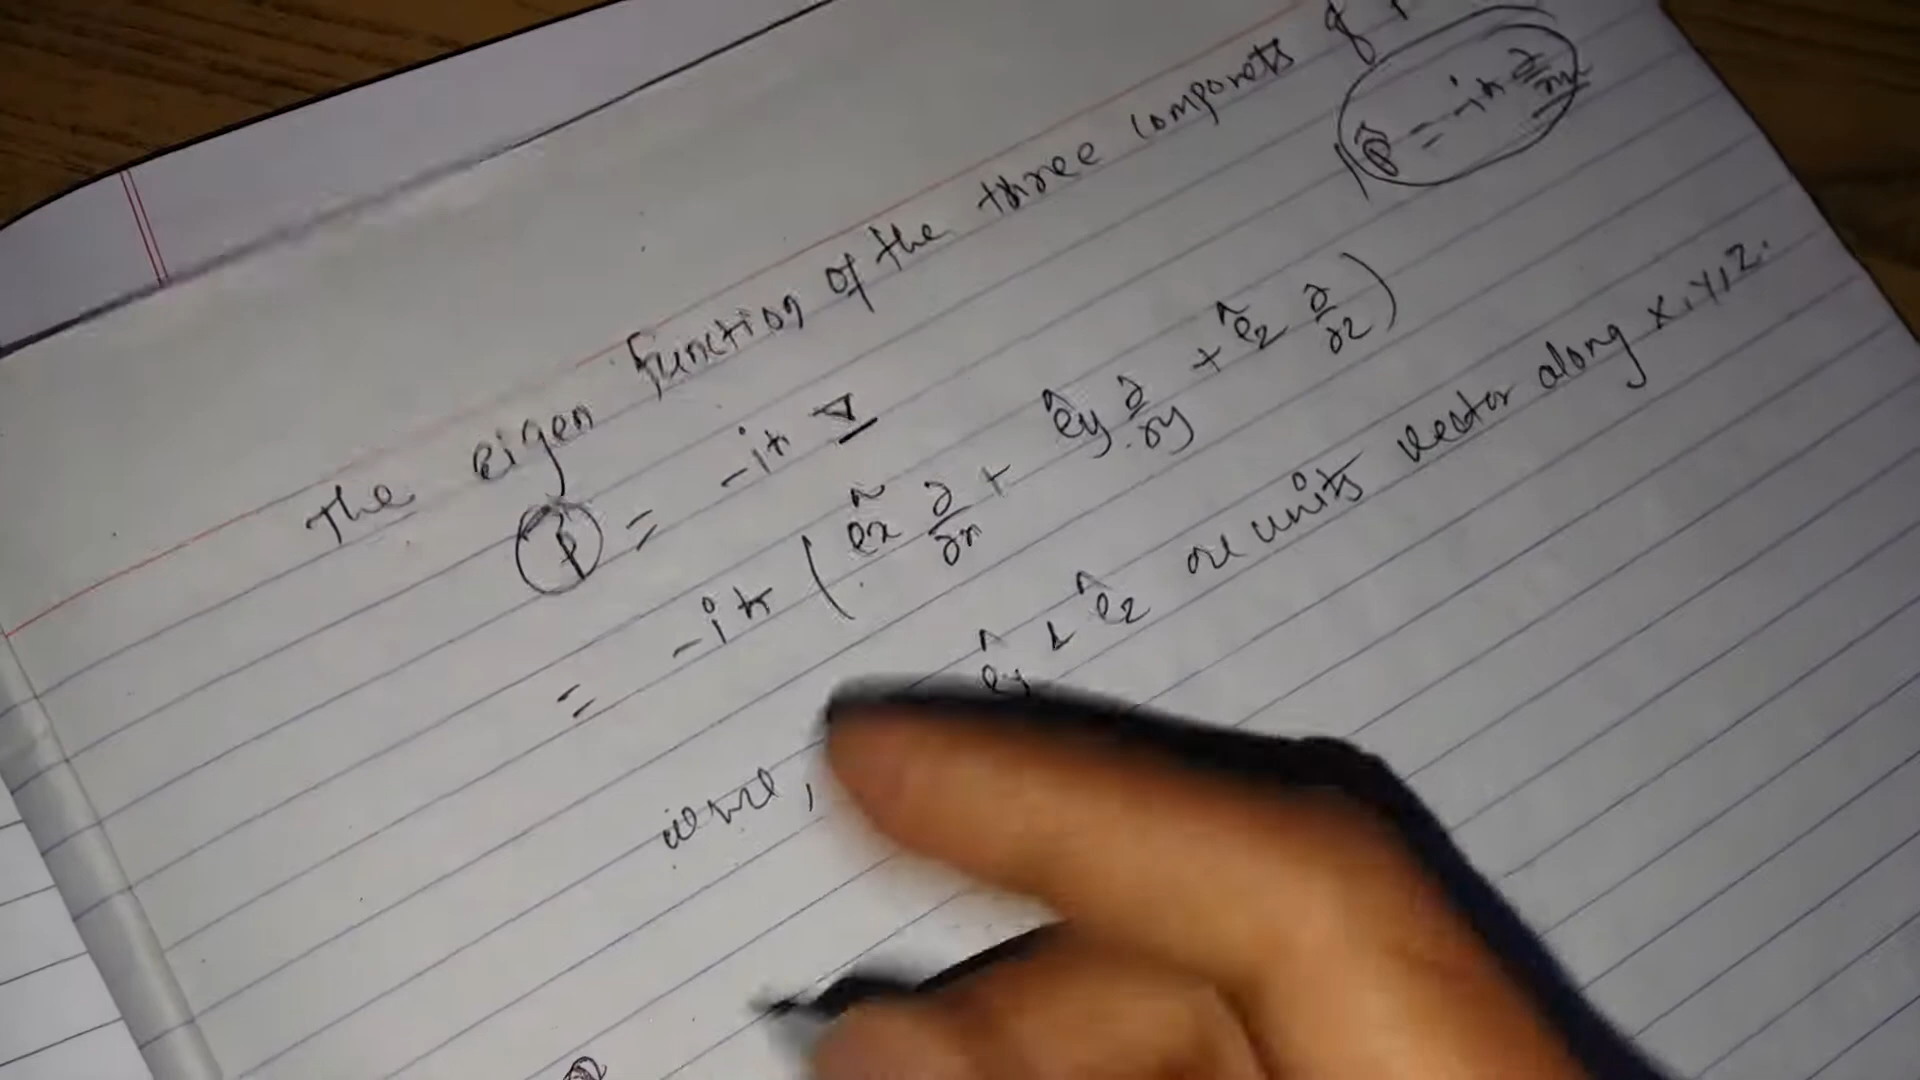 The eigen function of the three componets of
p̂ = -iħ ∂/∂x
p̂ = -iħ ∇
= -iħ ( êx ∂/∂x + êy ∂/∂y + êz ∂/∂z )
where, êy & êz are units vector along x, y, z.